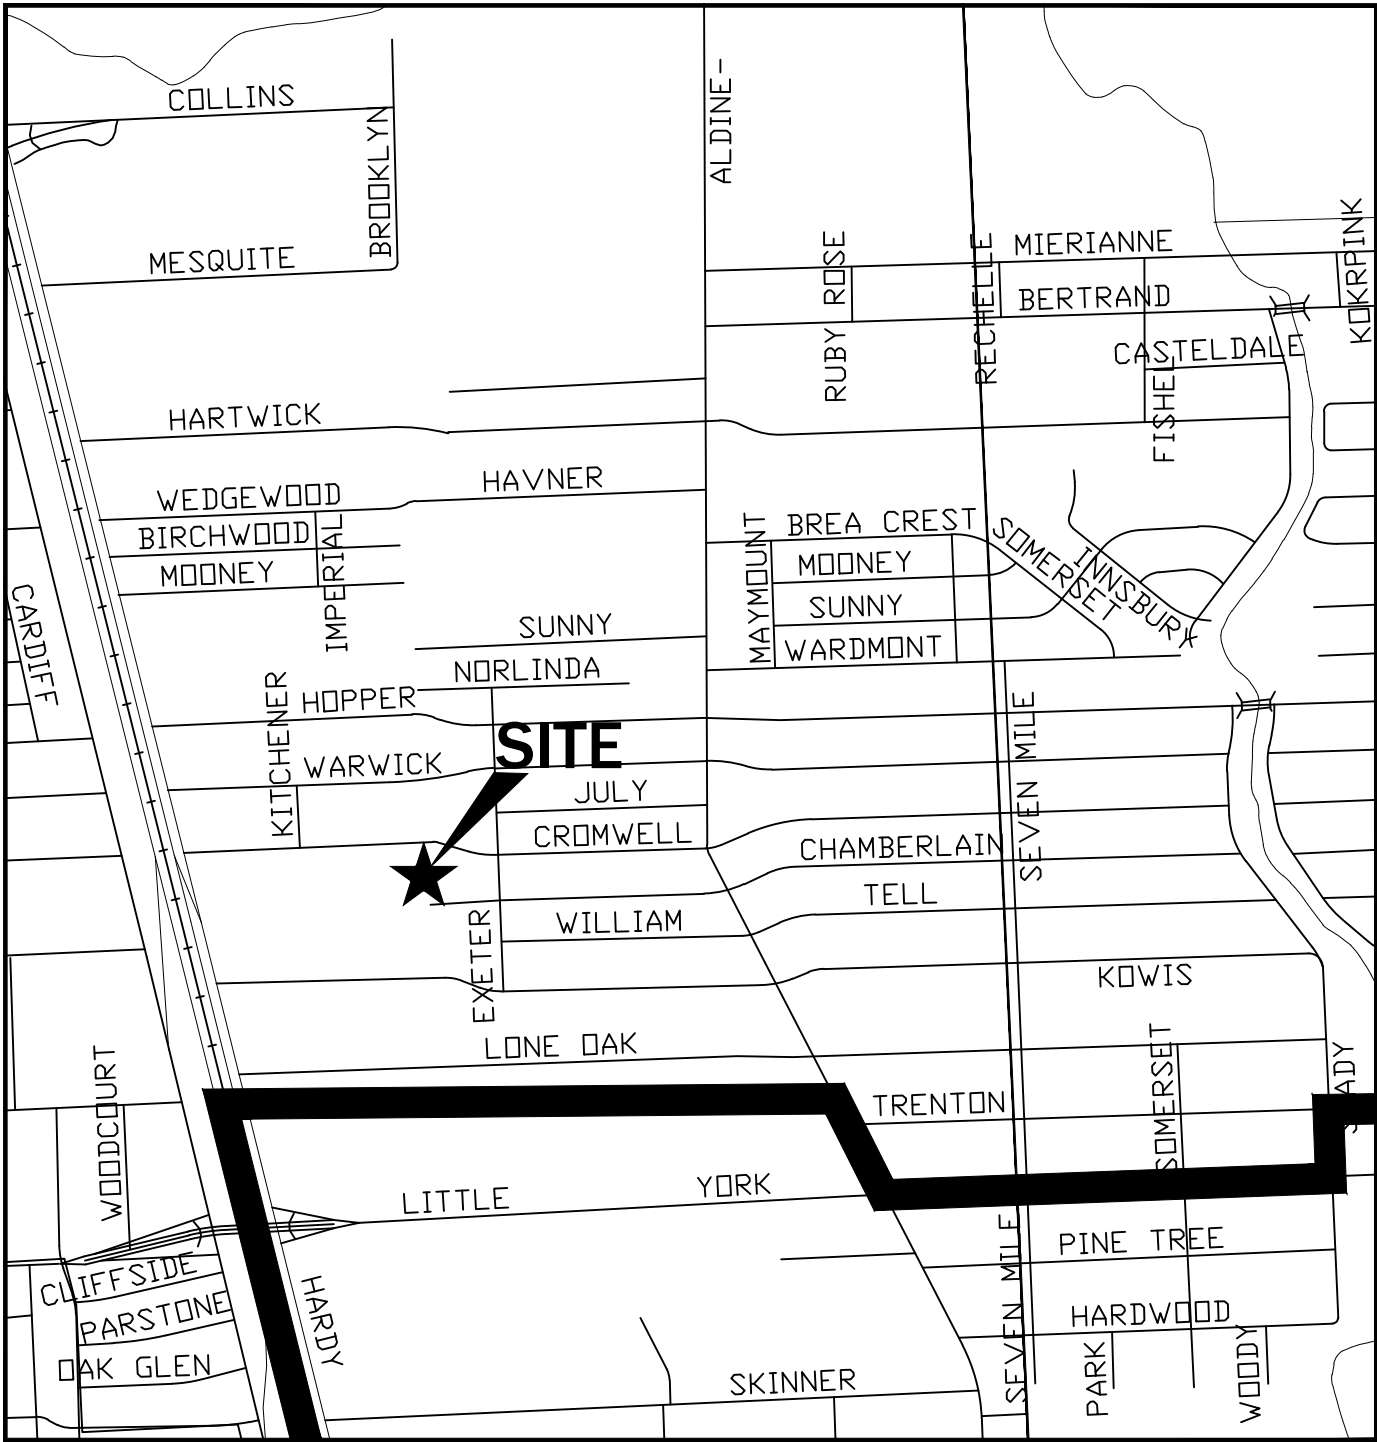 COLLINS
ALDINE-
BROOKLYN
MESQUITE
RUBY ROSE
RECHELLE
MIERIANNE
KOKRPINK
BERTRAND
CASTELDALE
FISHEL
HARTWICK
HAVNER
WEDGEWOOD
BIRCHWOOD
MOONEY
IMPERIAL
MAYMOUNT
BREA CREST
MOONEY
SUNNY
WARDMONT
SOMERSET
INNSBURY
CARDIFF
SUNNY
NORLINDA
HOPPER
KITCHENER
SITE
WARWICK
JULY
CROMWELL
SEVEN MILE
CHAMBERLAIN
TELL
WILLIAM
EXETER
KOWIS
LONE OAK
WOODCOURT
TRENTON
SOMERSET
ADY
LITTLE YORK
CLIFFSIDE
PARSTONE
OAK GLEN
HARDY
SEVEN MILE
PINE TREE
HARDWOOD
PARK
WOODY
SKINNER